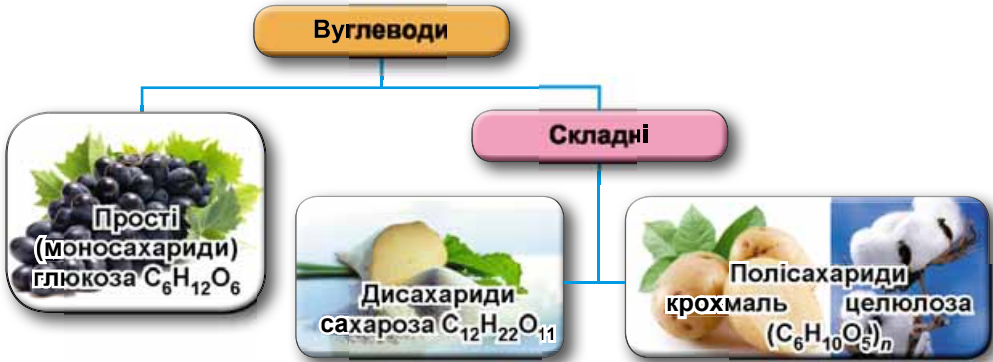 Вуглеводи
Складні
Прості
(моносахариди)
глюкоза C₆H₁₂O₆
Дисахариди
сахароза C₁₂H₂₂O₁₁
Полісахариди
крохмаль целюлоза
(C₆H₁₀O₅)ₙ